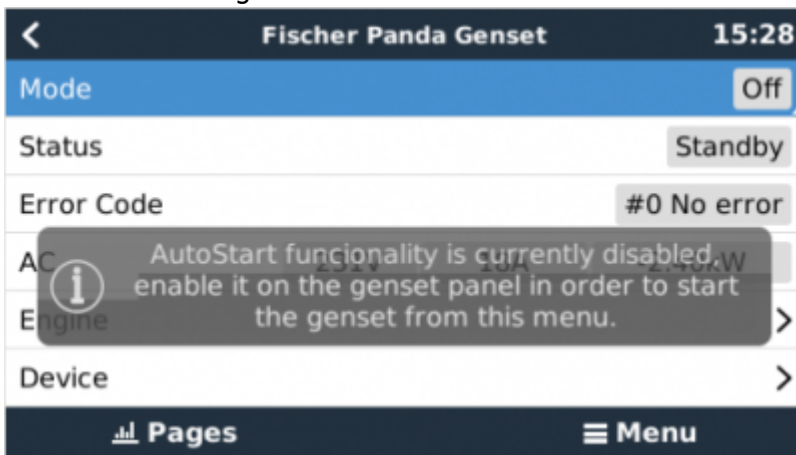 Fischer Panda Genset 15:28
Mode Off
Status Standby
Error Code #0 No error
AC
AutoStart funcionality is currently disabled,
enable it on the genset panel in order to start
the genset from this menu.
Engine
Device
Pages Menu